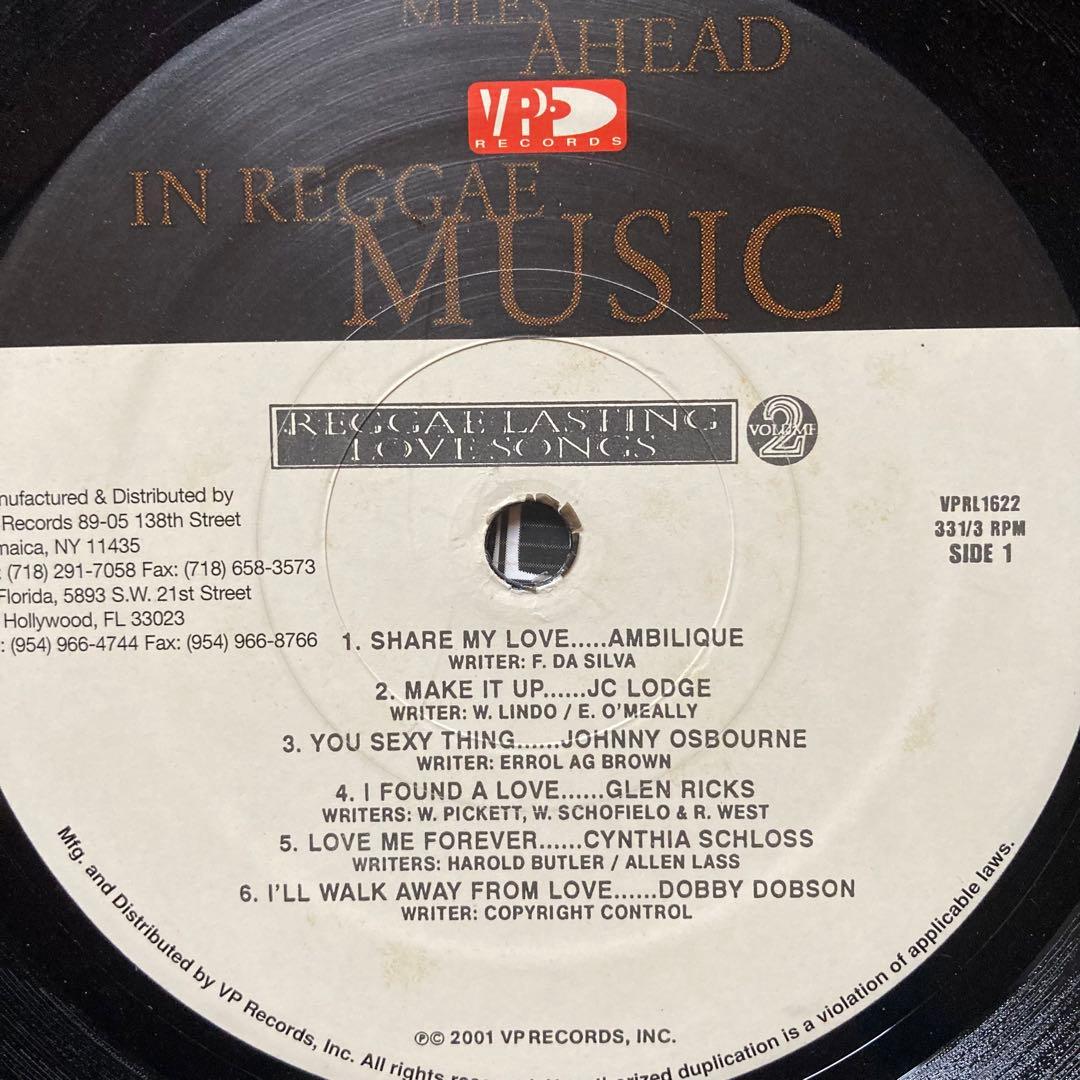 MILES
AHEAD
VP
RECORDS
IN REGGAE
MUSIC
REGGAE LASTING
LOVE SONGS
VOLUME
2
nufactured & Distributed by
Records 89-05 138th Street
maica, NY 11435
: (718) 291-7058 Fax: (718) 658-3573
Florida, 5893 S.W. 21st Street
Hollywood, FL 33023
: (954) 966-4744 Fax: (954) 966-8766
VPRL1622
331/3 RPM
SIDE 1
1. SHARE MY LOVE.....AMBILIQUE
WRITER: F. DA SILVA
2. MAKE IT UP......JC LODGE
WRITER: W. LINDO / E. O'MEALLY
3. YOU SEXY THING......JOHNNY OSBOURNE
WRITER: ERROL AG BROWN
4. I FOUND A LOVE......GLEN RICKS
WRITERS: W. PICKETT, W. SCHOFIELO & R. WEST
5. LOVE ME FOREVER......CYNTHIA SCHLOSS
WRITERS: HAROLD BUTLER / ALLEN LASS
6. I'LL WALK AWAY FROM LOVE......DOBBY DOBSON
WRITER: COPYRIGHT CONTROL
℗© 2001 VP RECORDS, INC.
Mfg. and Distributed by VP Records, Inc. All rights duplication is a violation of applicable laws.